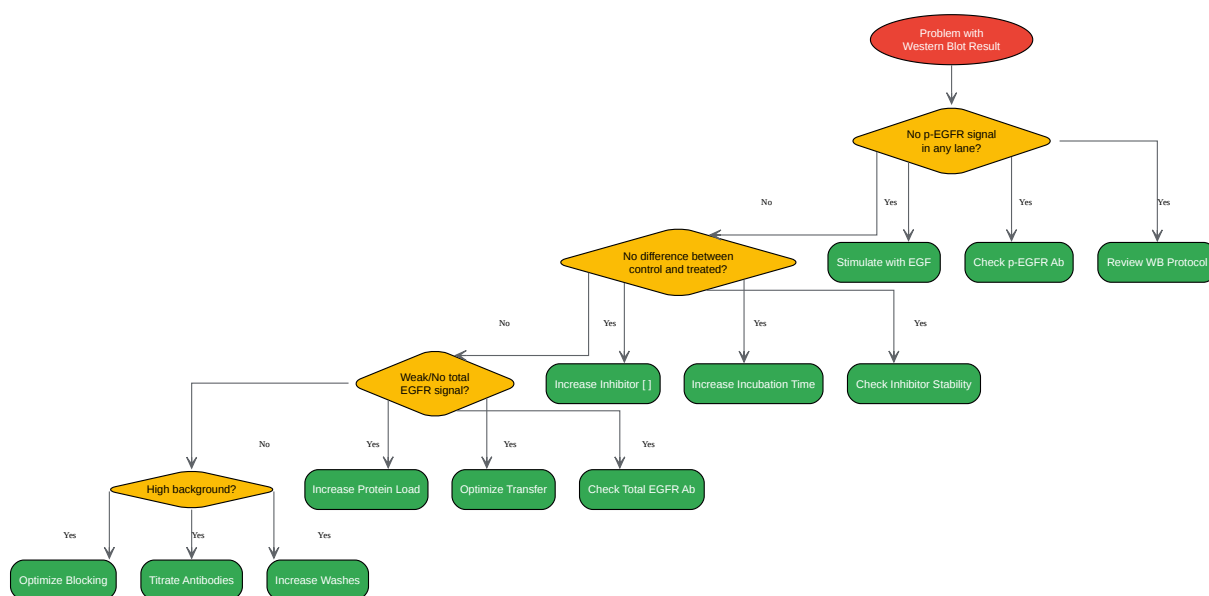 Problem with
Western Blot Result
No p-EGFR signal
in any lane?
No
Yes
Yes
Yes
No difference between
control and treated?
Stimulate with EGF
Check p-EGFR Ab
Review WB Protocol
No
Yes
Yes
Yes
Weak/No total
EGFR signal?
Increase Inhibitor [ ]
Increase Incubation Time
Check Inhibitor Stability
No
Yes
Yes
Yes
High background?
Increase Protein Load
Optimize Transfer
Check Total EGFR Ab
Yes
Yes
Yes
Optimize Blocking
Titrate Antibodies
Increase Washes